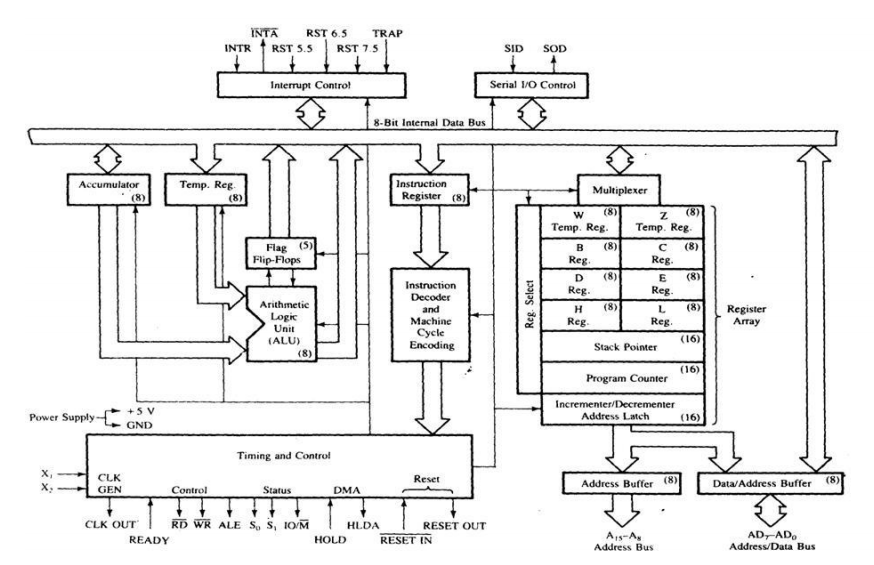 INTR
INTA
RST 5.5
RST 6.5
RST 7.5
TRAP
SID
SOD
Interrupt Control
Serial I/O Control
8-Bit Internal Data Bus
Accumulator
(8)
Temp. Reg.
(8)
Instruction
Register
(8)
Multiplexer
Flag
Flip-Flops
(5)
Arithmetic
Logic
Unit
(ALU)
(8)
Instruction
Decoder
and
Machine
Cycle
Encoding
Reg. Select
W (8)
Temp. Reg.
Z (8)
Temp. Reg.
B (8)
Reg.
C (8)
Reg.
D (8)
Reg.
E (8)
Reg.
H (8)
Reg.
L (8)
Reg.
Stack Pointer (16)
Program Counter (16)
Incrementer/Decrementer
Address Latch (16)
Register
Array
Power Supply
+ 5 V
GND
Timing and Control
X₁
X₂
CLK
GEN
Control
Status
DMA
Reset
CLK OUT
READY
RD
WR
ALE
S₀
S₁
IO/M
HOLD
HLDA
RESET IN
RESET OUT
Address Buffer (8)
Data/Address Buffer (8)
A₁₅–A₈
Address Bus
AD₇–AD₀
Address/Data Bus